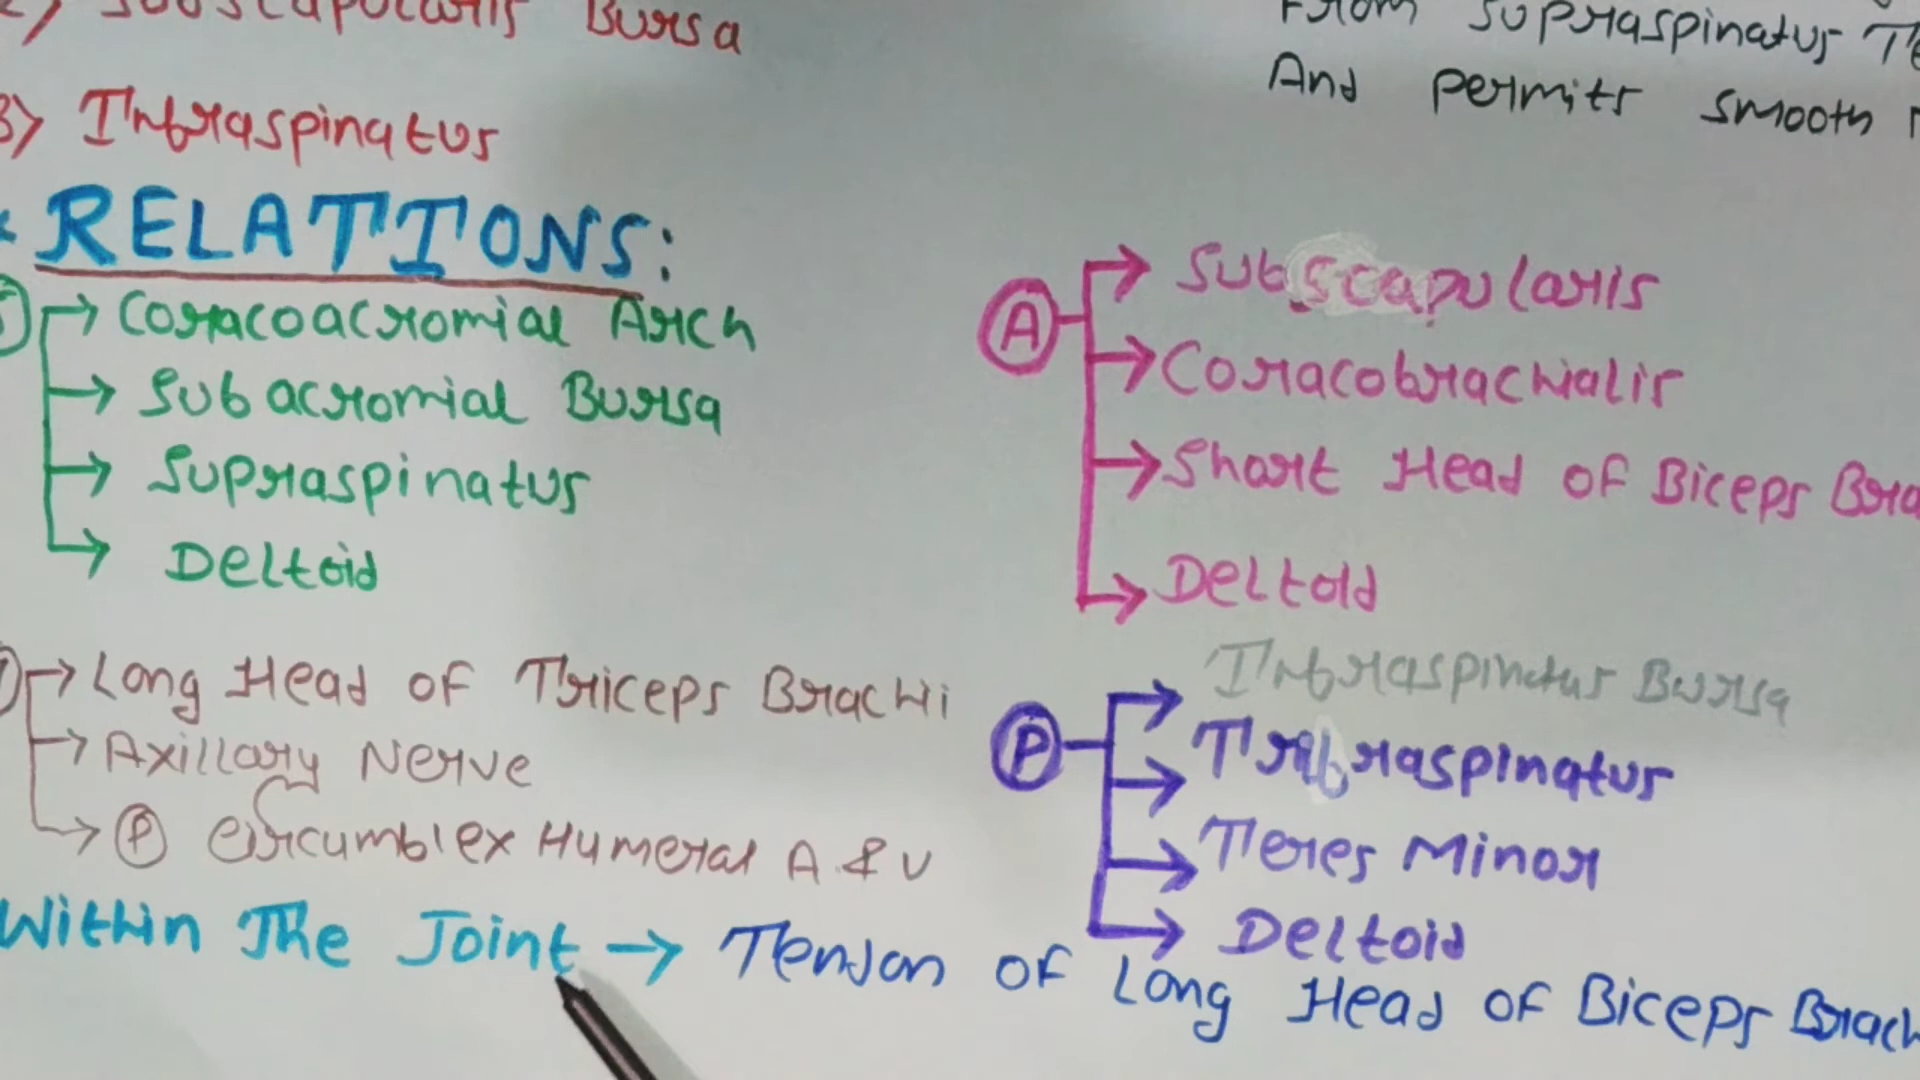 2) Subscapularis Bursa
3) Infraspinatus
From Supraspinatus
And Permits Smooth
RELATIONS:
Coracoacromial Arch
Subacromial Bursa
Supraspinatus
Deltoid
A
Subscapularis
Coracobrachialis
Short Head of Biceps
Deltoid
Long Head of Triceps Brachii
Axillary Nerve
P Circumflex Humeral A & V
P
Infraspinatus Bursa
Infraspinatus
Teres Minor
Deltoid
Within The Joint → Tendon of Long Head of Biceps